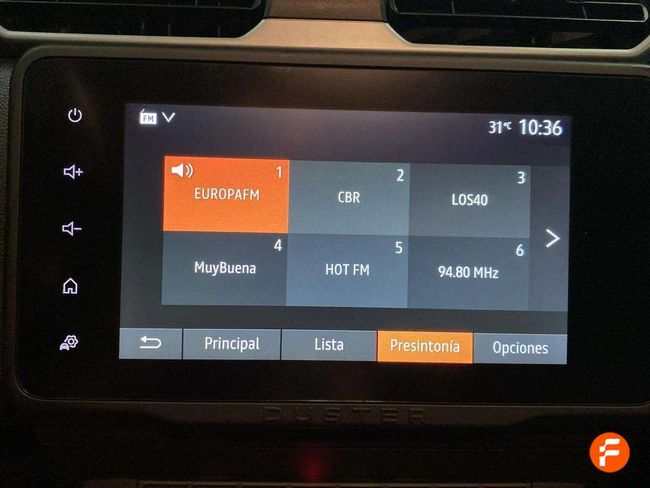 FM
31°C 10:36
1
EUROPAFM
2
CBR
3
LOS40
4
MuyBuena
5
HOT FM
6
94.80 MHz
Principal
Lista
Presintonía
Opciones
DUSTER